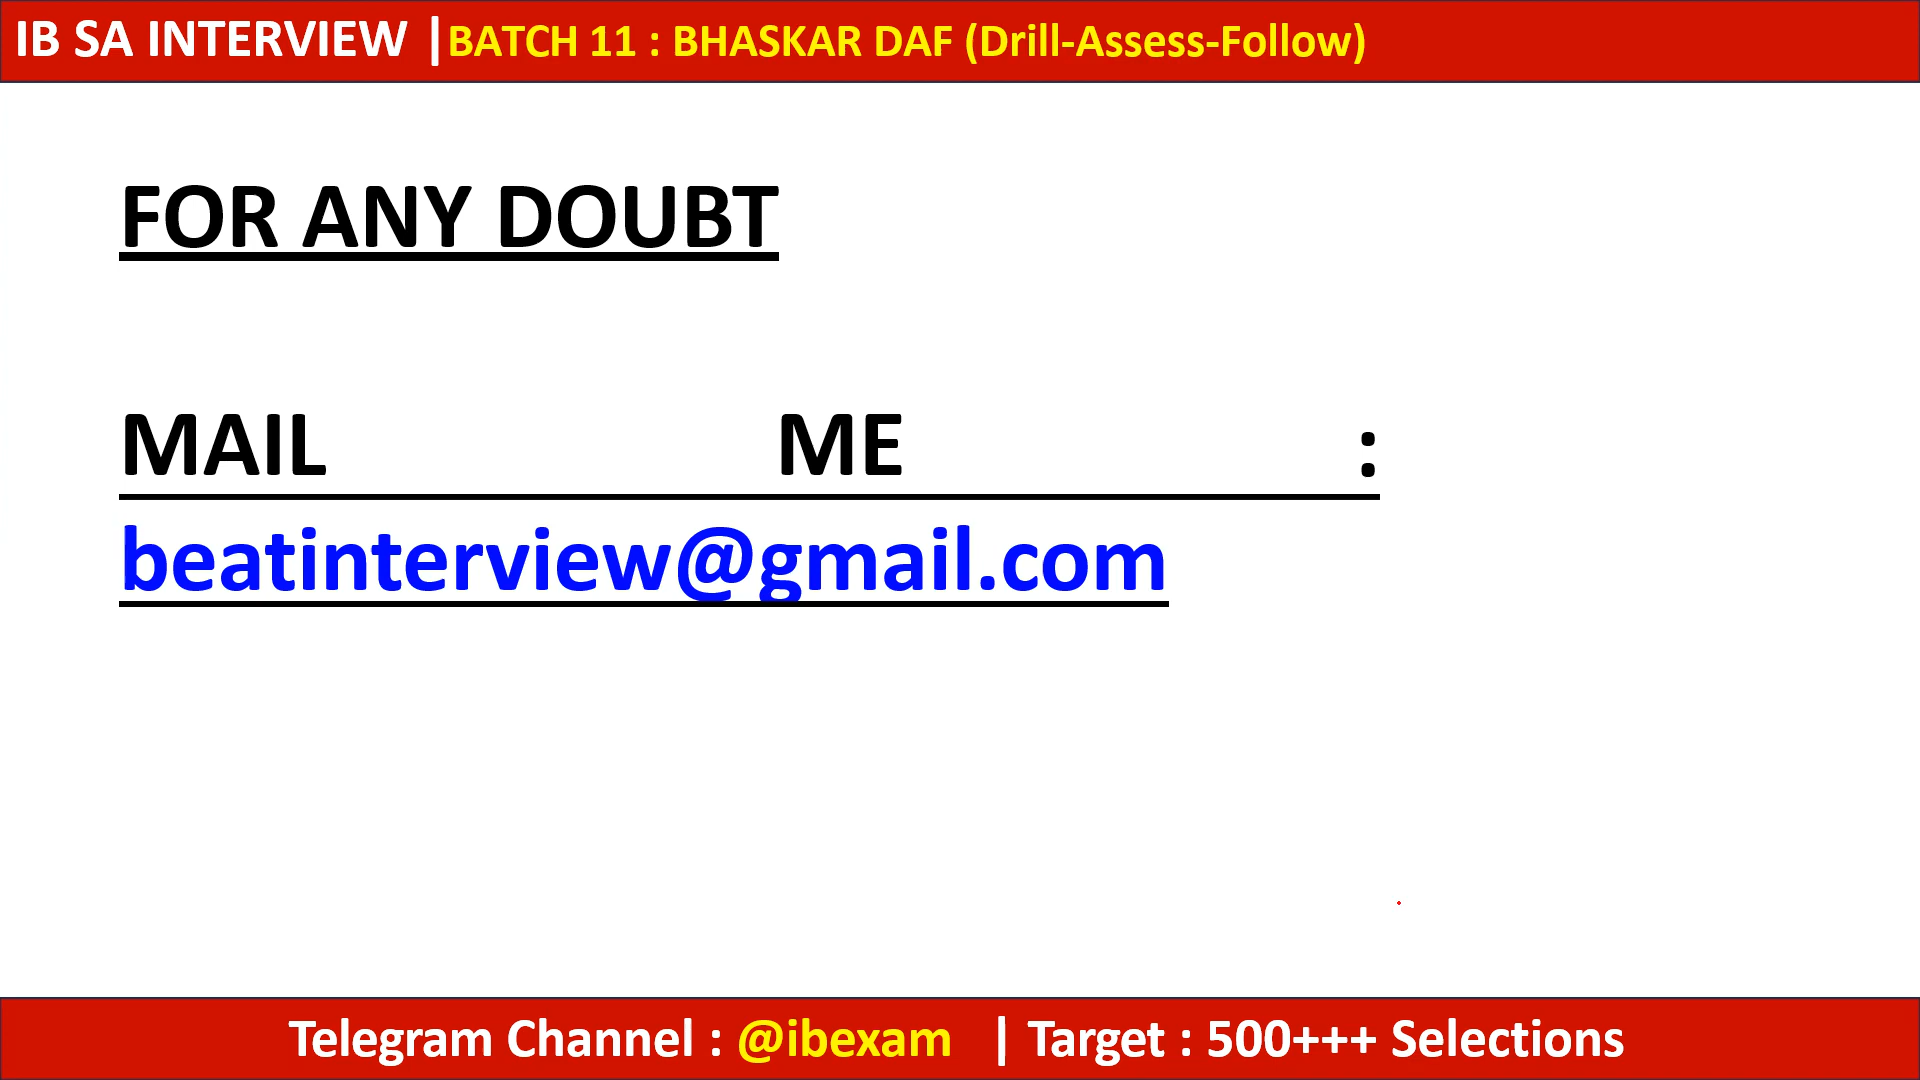 IB SA INTERVIEW |BATCH 11 : BHASKAR DAF (Drill-Assess-Follow)
FOR ANY DOUBT
MAIL ME :
beatinterview@gmail.com
Telegram Channel : @ibexam | Target : 500+++ Selections